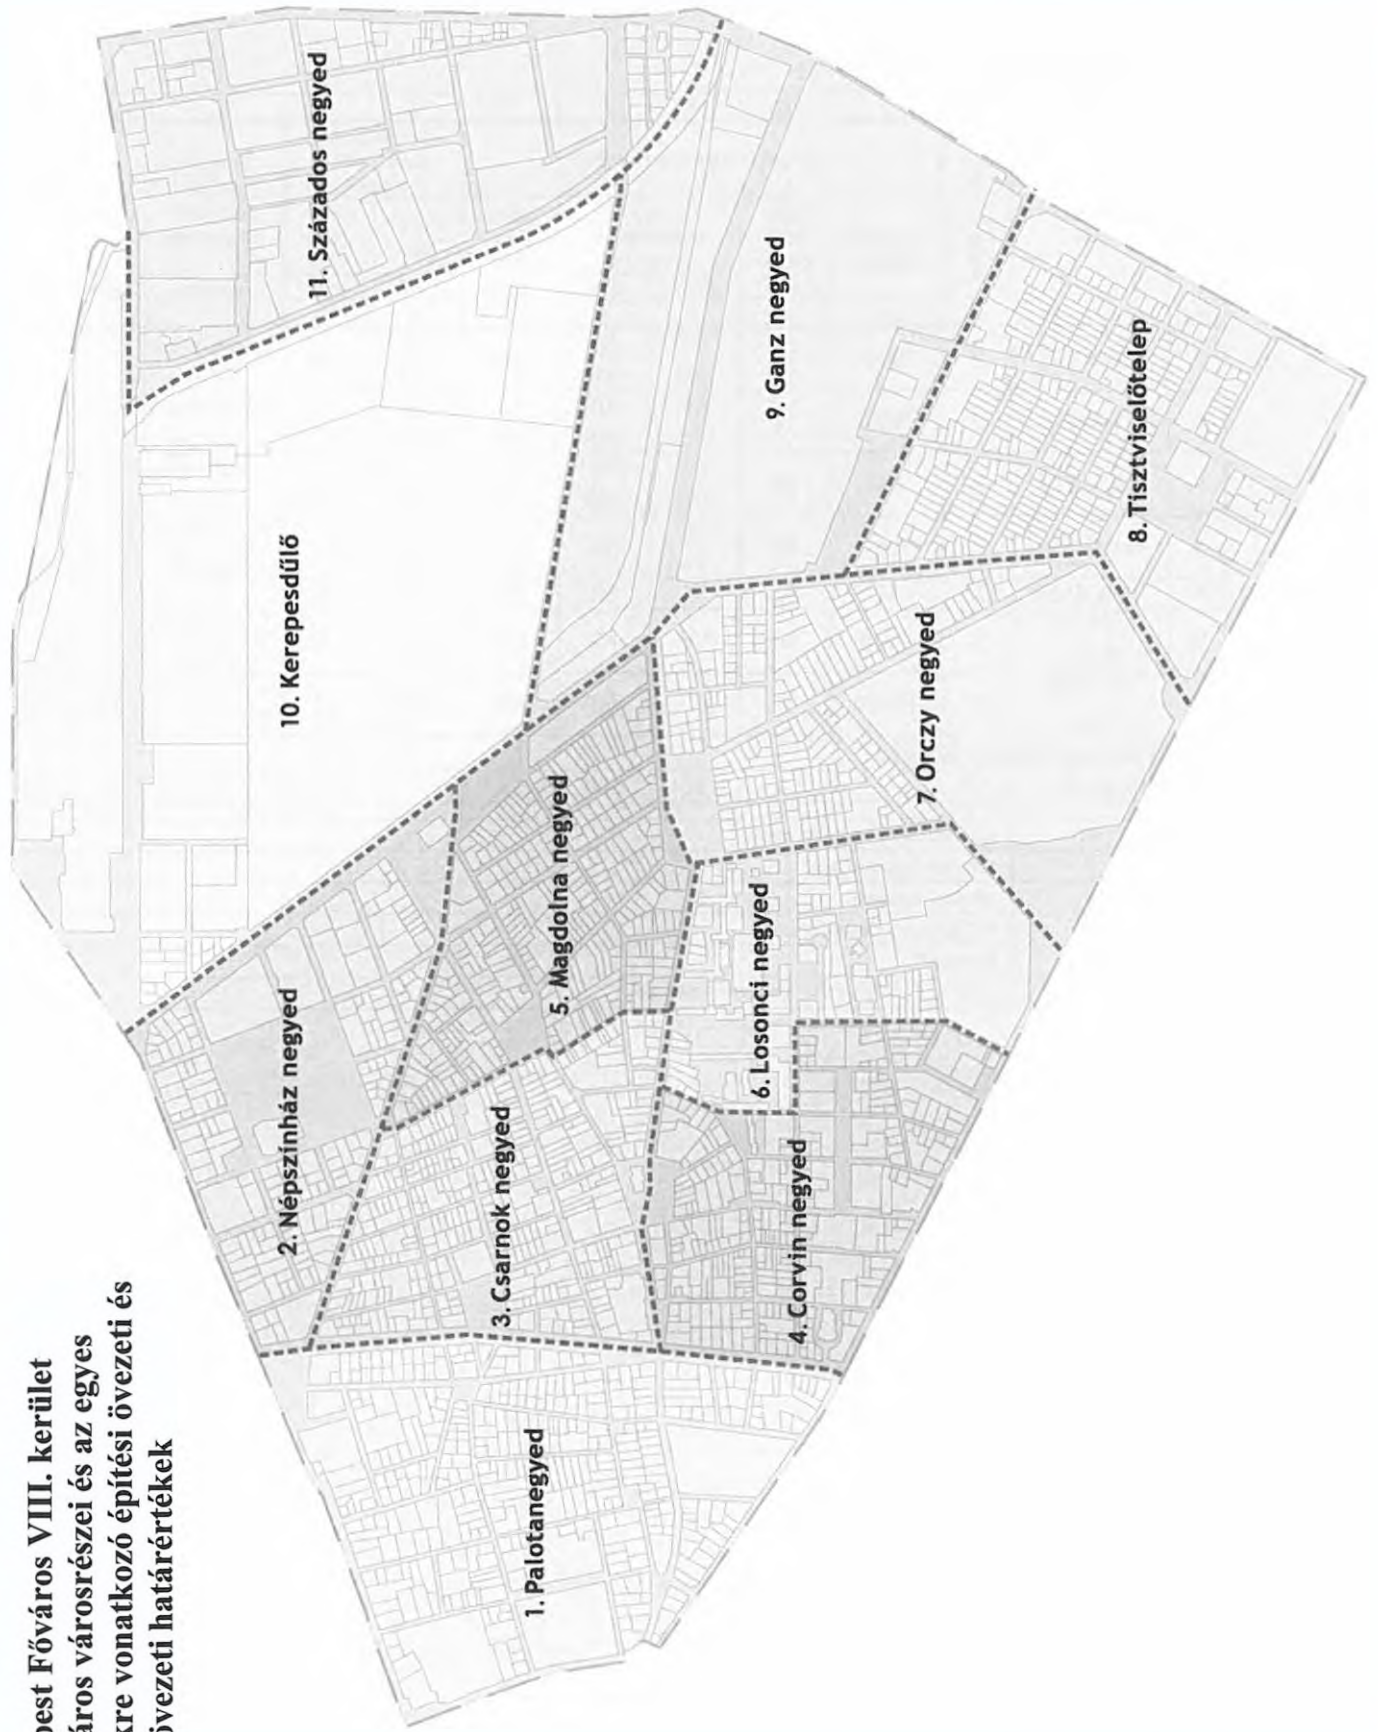 pest Főváros VIII. kerület
áros városrészei és az egyes
kre vonatkozó építési övezeti és
övezeti határértékek
1. Palotanegyed
2. Népszínház negyed
3. Csarnok negyed
4. Corvin negyed
5. Magdolna negyed
6. Losonci negyed
7. Orczy negyed
8. Tisztviselőtelep
9. Ganz negyed
10. Kerepesdűlő
11. Százados negyed